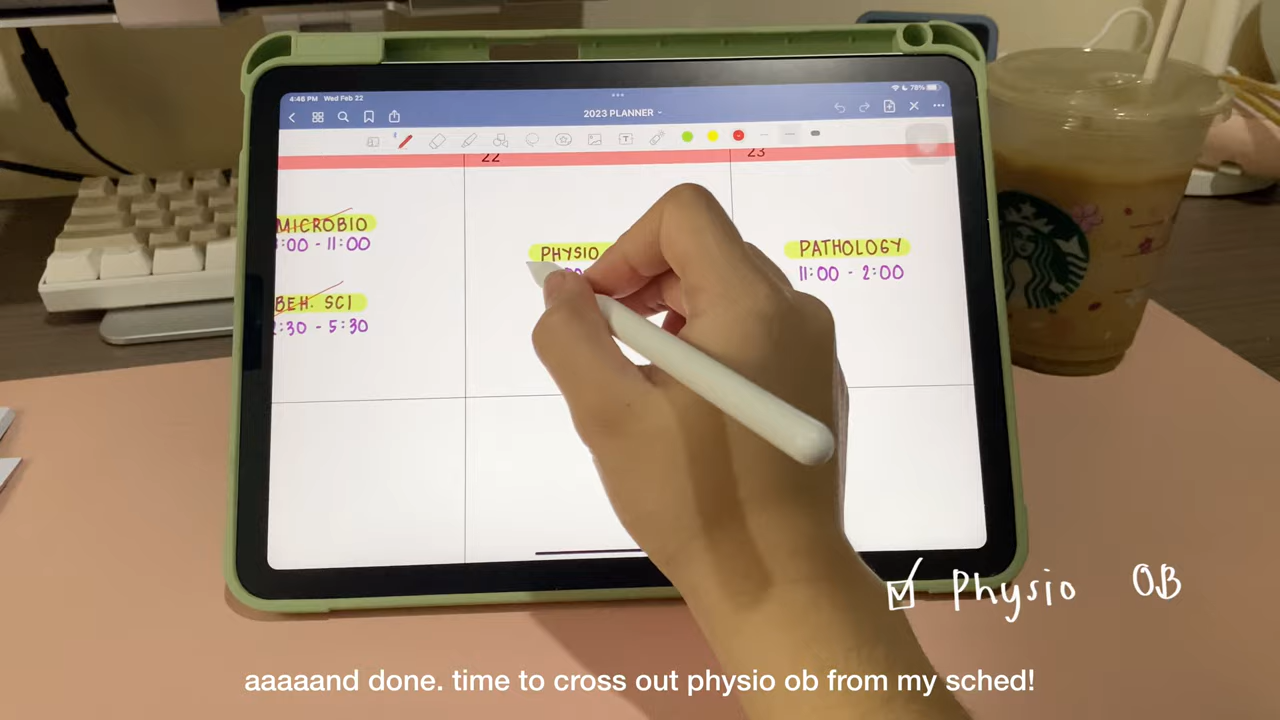 4:46 PM Wed Feb 22
78%
2023 PLANNER
22
23
MICROBIO
:00 - 11:00
BEH. SCI
2:30 - 5:30
PHYSIO
PATHOLOGY
11:00 - 2:00
Physio OB
aaaaand done. time to cross out physio ob from my sched!